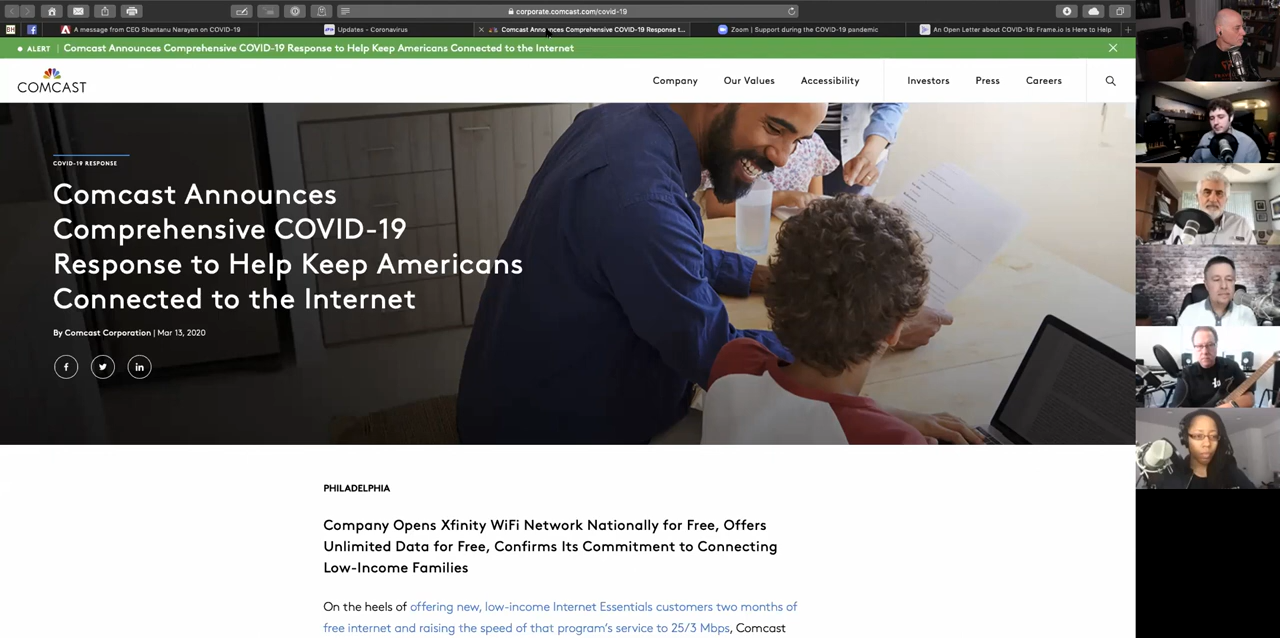 corporate.comcast.com/covid-19
BM
A message from CEO Shantanu Narayen on COVID-19
Updates - Coronavirus
Comcast Announces Comprehensive COVID-19 Response t...
Zoom | Support during the COVID-19 pandemic
An Open Letter about COVID-19: Frame.io Is Here to Help
ALERT | Comcast Announces Comprehensive COVID-19 Response to Help Keep Americans Connected to the Internet
COMCAST
Company
Our Values
Accessibility
Investors
Press
Careers
COVID-19 RESPONSE
Comcast Announces
Comprehensive COVID-19
Response to Help Keep Americans
Connected to the Internet
By Comcast Corporation | Mar 13, 2020
PHILADELPHIA
Company Opens Xfinity WiFi Network Nationally for Free, Offers
Unlimited Data for Free, Confirms Its Commitment to Connecting
Low-Income Families
On the heels of offering new, low-income Internet Essentials customers two months of
free internet and raising the speed of that program's service to 25/3 Mbps, Comcast